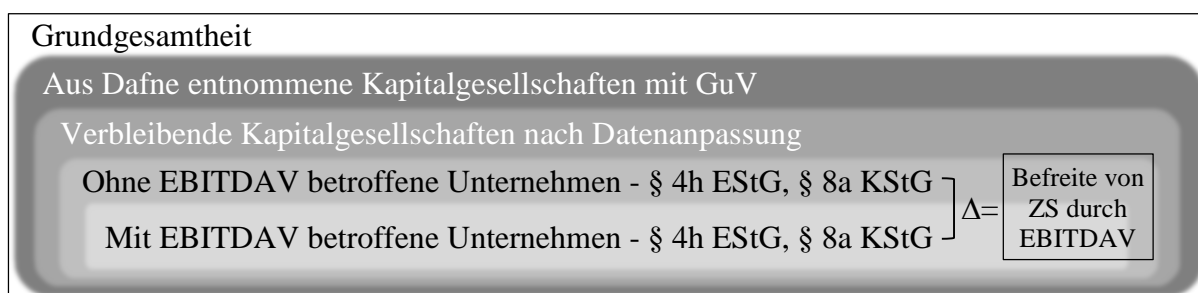 Grundgesamtheit
Aus Dafne entnommene Kapitalgesellschaften mit GuV
Verbleibende Kapitalgesellschaften nach Datenanpassung
Ohne EBITDAV betroffene Unternehmen - § 4h EStG, § 8a KStG
Mit EBITDAV betroffene Unternehmen - § 4h EStG, § 8a KStG
Δ=
Befreite von
ZS durch
EBITDAV